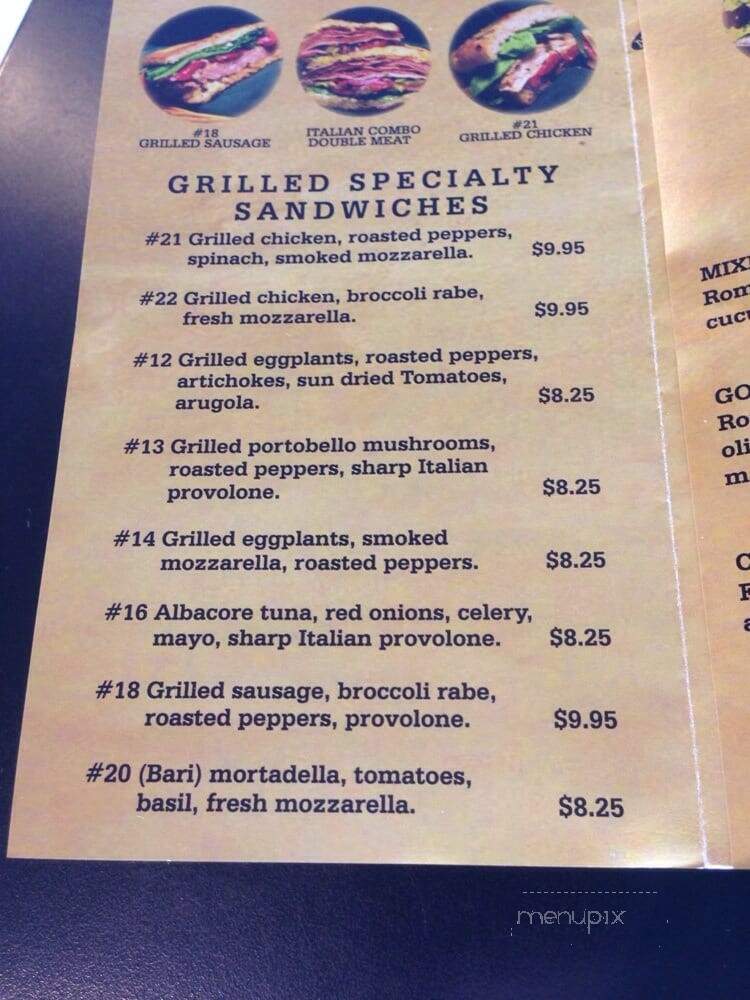 #18
GRILLED SAUSAGE
ITALIAN COMBO
DOUBLE MEAT
#21
GRILLED CHICKEN
GRILLED SPECIALTY
SANDWICHES
#21 Grilled chicken, roasted peppers,
spinach, smoked mozzarella. $9.95
#22 Grilled chicken, broccoli rabe,
fresh mozzarella. $9.95
#12 Grilled eggplants, roasted peppers,
artichokes, sun dried Tomatoes,
arugola. $8.25
#13 Grilled portobello mushrooms,
roasted peppers, sharp Italian
provolone. $8.25
#14 Grilled eggplants, smoked
mozzarella, roasted peppers. $8.25
#16 Albacore tuna, red onions, celery,
mayo, sharp Italian provolone. $8.25
#18 Grilled sausage, broccoli rabe,
roasted peppers, provolone. $9.95
#20 (Bari) mortadella, tomatoes,
basil, fresh mozzarella. $8.25
menupix